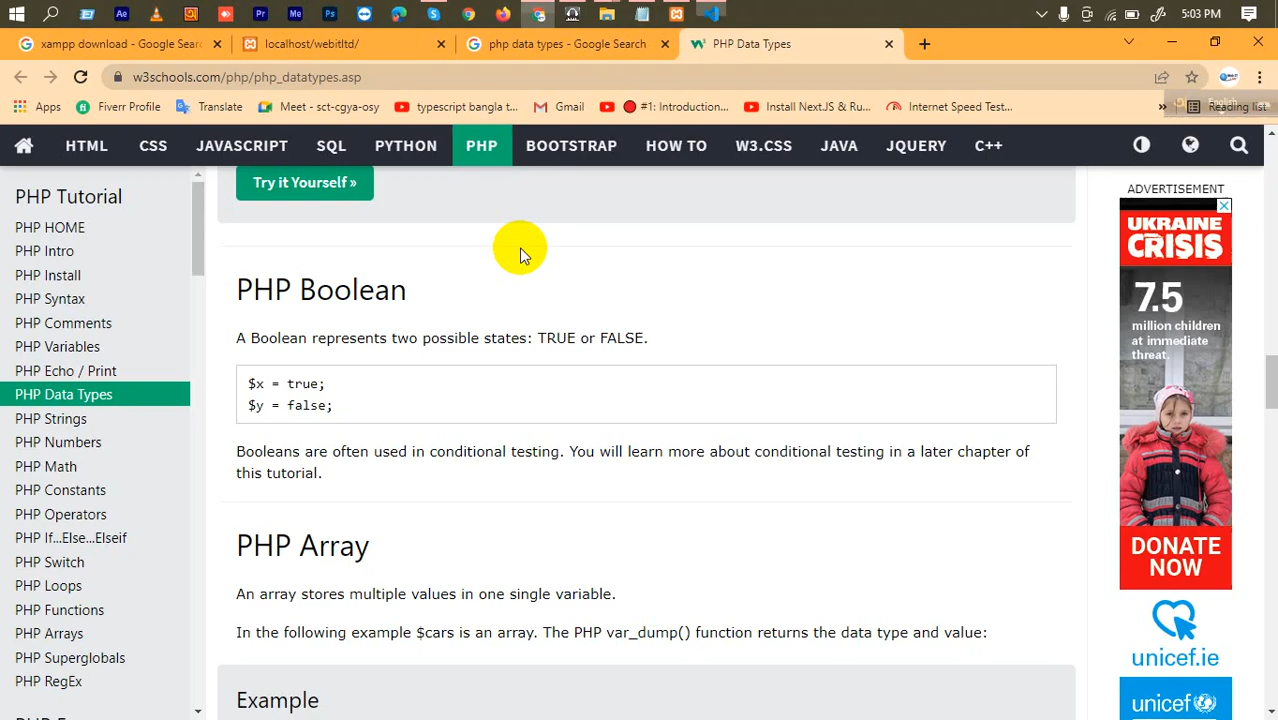 5:03 PM
xampp download - Google Sear
localhost/webitltd/
php data types - Google Search
PHP Data Types
w3schools.com/php/php_datatypes.asp
Apps
Fiverr Profile
Translate
Meet - sct-cgya-osy
typescript bangla t...
Gmail
#1: Introduction...
Install NextJS & Ru...
Internet Speed Test...
»
English
Reading list
HTML
CSS
JAVASCRIPT
SQL
PYTHON
PHP
BOOTSTRAP
HOW TO
W3.CSS
JAVA
JQUERY
C++
PHP Tutorial
PHP HOME
PHP Intro
PHP Install
PHP Syntax
PHP Comments
PHP Variables
PHP Echo / Print
PHP Data Types
PHP Strings
PHP Numbers
PHP Math
PHP Constants
PHP Operators
PHP If...Else...Elseif
PHP Switch
PHP Loops
PHP Functions
PHP Arrays
PHP Superglobals
PHP RegEx
Try it Yourself »
PHP Boolean
A Boolean represents two possible states: TRUE or FALSE.
$x = true;
$y = false;
Booleans are often used in conditional testing. You will learn more about conditional testing in a later chapter of
this tutorial.
PHP Array
An array stores multiple values in one single variable.
In the following example $cars is an array. The PHP var_dump() function returns the data type and value:
Example
ADVERTISEMENT
UKRAINE
CRISIS
7.5
million children
at immediate
threat.
DONATE
NOW
unicef.ie
unicef